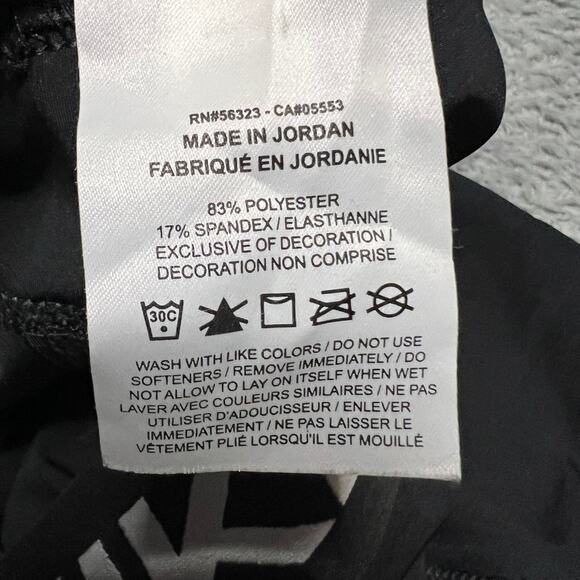 RN#56323 - CA#05553
MADE IN JORDAN
FABRIQUÉ EN JORDANIE
83% POLYESTER
17% SPANDEX / ELASTHANNE
EXCLUSIVE OF DECORATION /
DECORATION NON COMPRISE
30C
WASH WITH LIKE COLORS / DO NOT USE
SOFTENERS / REMOVE IMMEDIATELY / DO
NOT ALLOW TO LAY ON ITSELF WHEN WET
LAVER AVEC COULEURS SIMILAIRES / NE PAS
UTILISER D'ADOUCISSEUR / ENLEVER
IMMÉDIATEMENT / NE PAS LAISSER LE
VÊTEMENT PLIÉ LORSQU'IL EST MOUILLÉ